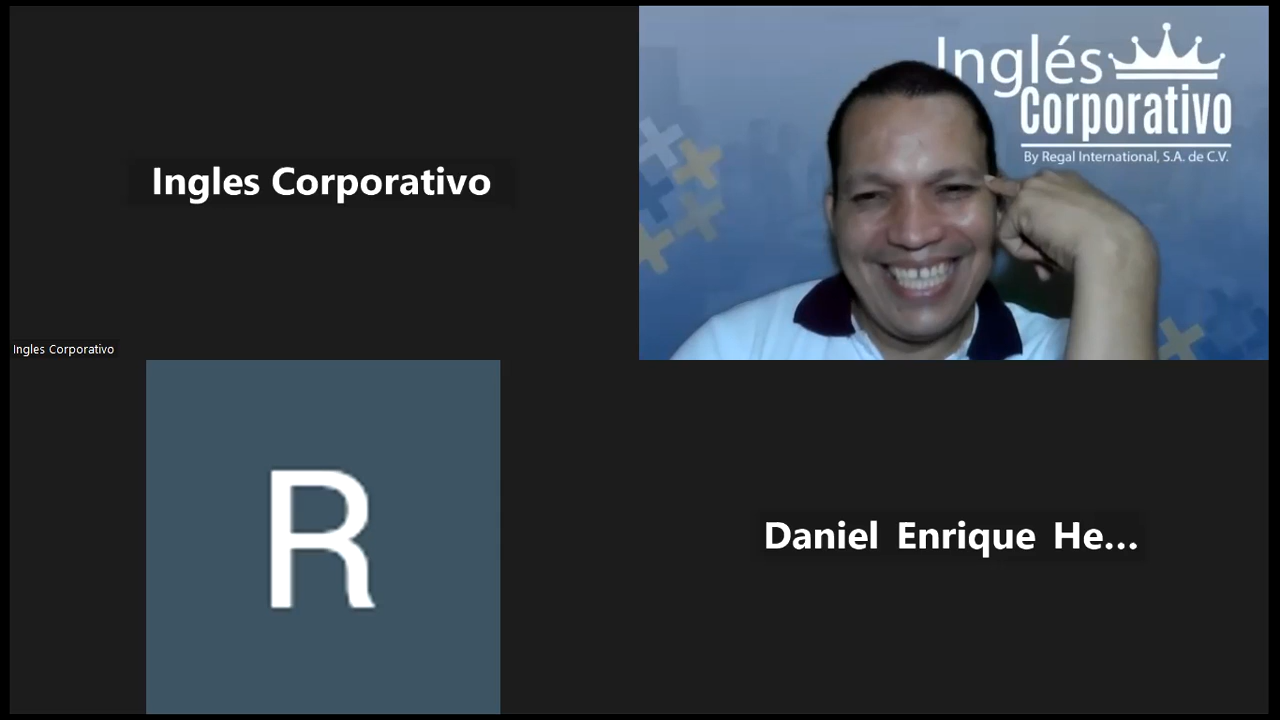 Ingles Corporativo
Ingles Corporativo
Inglés
Corporativo
By Regal International, S.A. de C.V.
R
Daniel Enrique He...